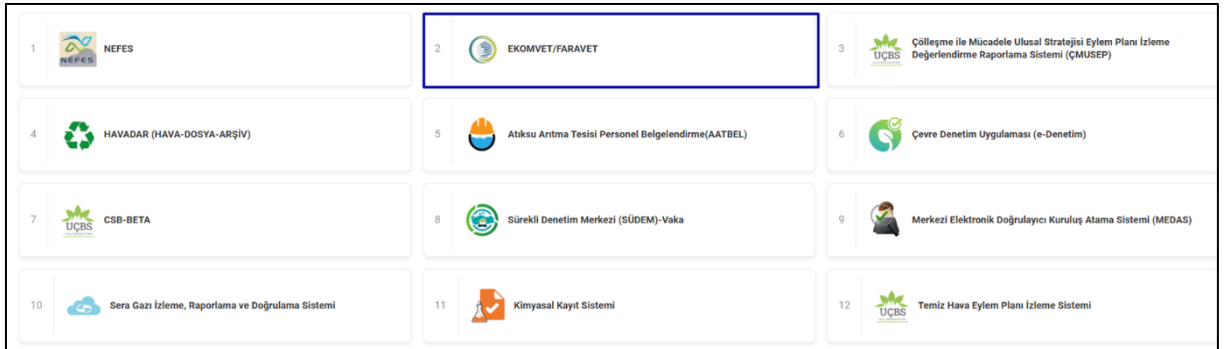 1 NEFES NEFES
2 EKOMVET/FARAVET
3 UÇBS Çölleşme ile Mücadele Ulusal Stratejisi Eylem Planı İzleme
Değerlendirme Raporlama Sistemi (ÇMUSEP)
4 HAVADAR (HAVA-DOSYA-ARŞİV)
5 Atıksu Arıtma Tesisi Personel Belgelendirme(AATBEL)
6 Çevre Denetim Uygulaması (e-Denetim)
7 UÇBS CSB-BETA
8 Sürekli Denetim Merkezi (SÜDEM)-Vaka
9 Merkezi Elektronik Doğrulayıcı Kuruluş Atama Sistemi (MEDAS)
10 Sera Gazı İzleme, Raporlama ve Doğrulama Sistemi
11 Kimyasal Kayıt Sistemi
12 UÇBS Temiz Hava Eylem Planı İzleme Sistemi